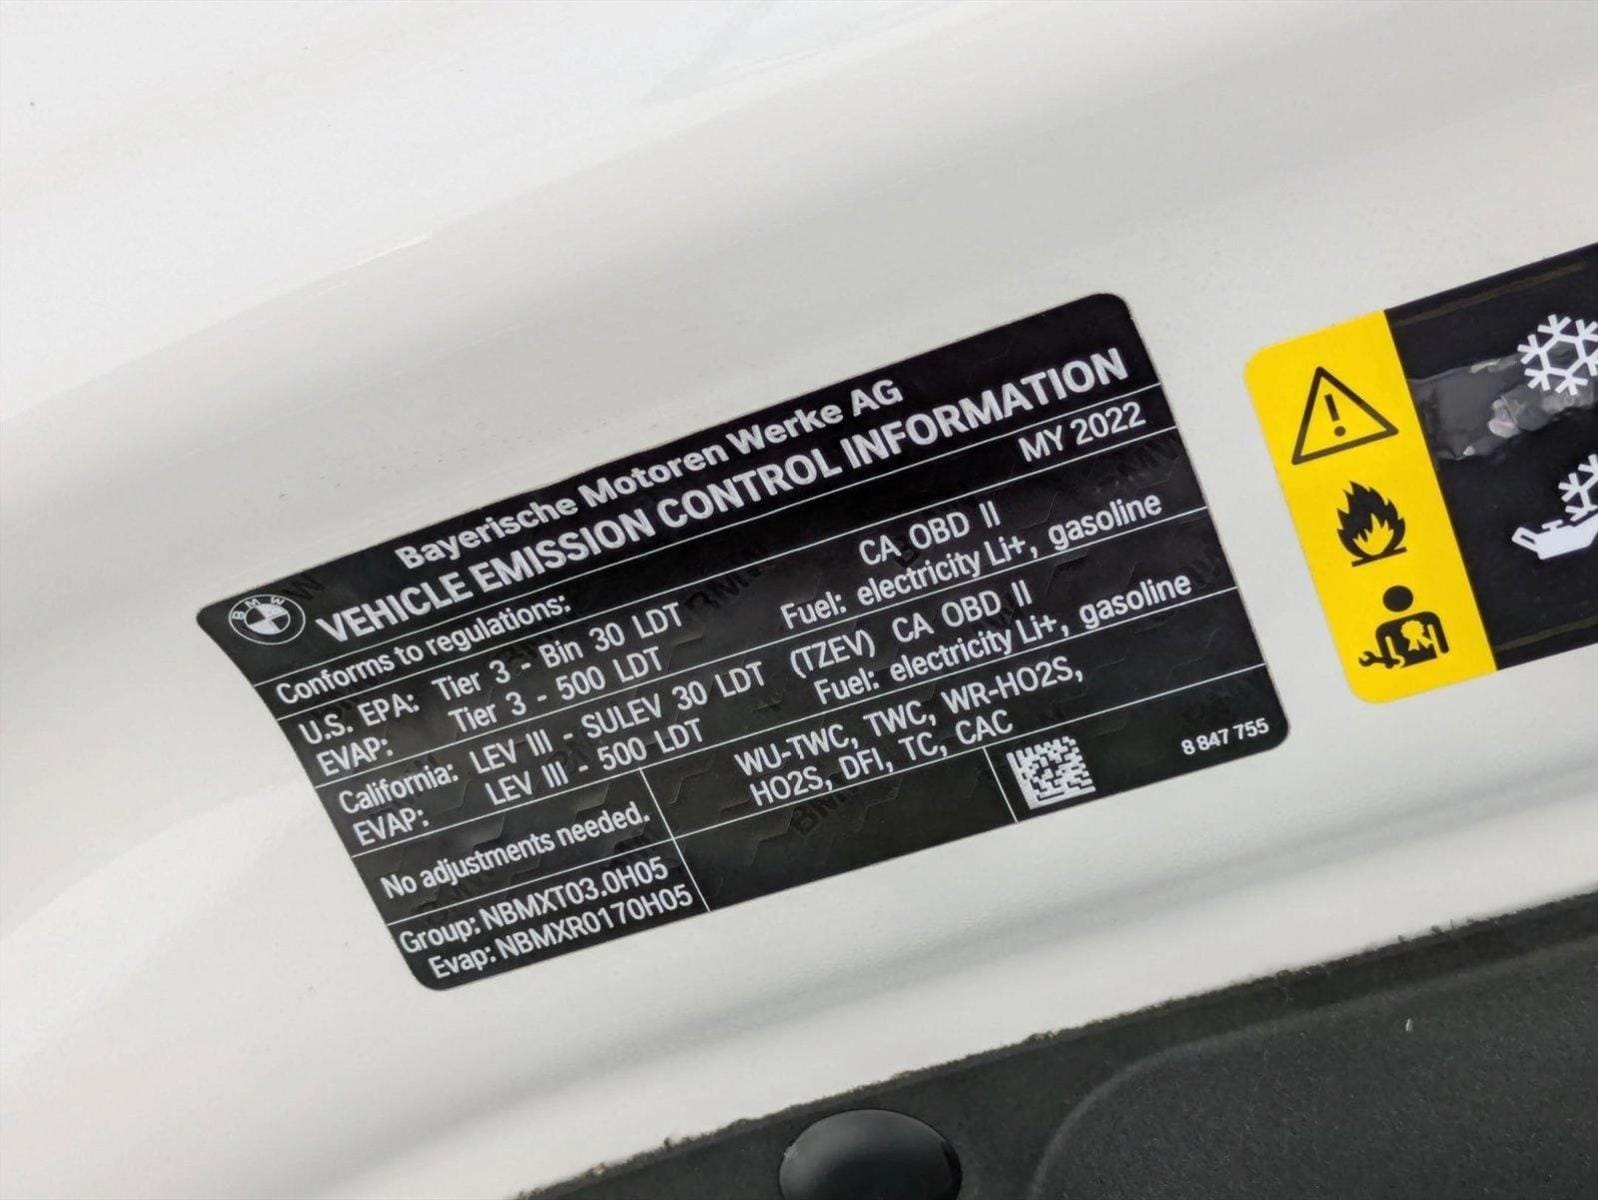 Bayerische Motoren Werke AG
BMW
VEHICLE EMISSION CONTROL INFORMATION
Conforms to regulations: MY 2022
U.S. EPA: Tier 3 - Bin 30 LDT CA OBD II
EVAP: Tier 3 - 500 LDT Fuel: electricity Li+, gasoline
California: LEV III - SULEV 30 LDT (TZEV) CA OBD II
EVAP: LEV III - 500 LDT Fuel: electricity Li+, gasoline
No adjustments needed.
WU-TWC, TWC, WR-HO2S,
HO2S, DFI, TC, CAC
Group: NBMXT03.0H05
Evap: NBMXR0170H05
8 847 755